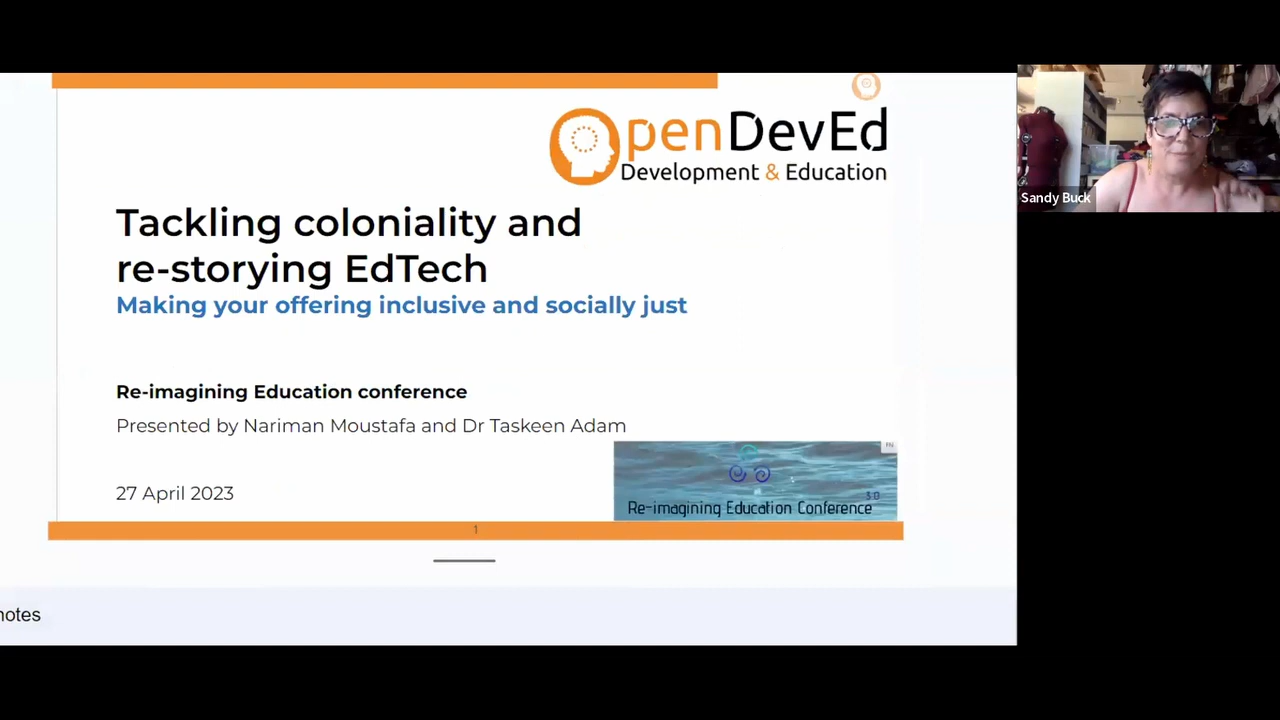 OpenDevEd
Development & Education
Tackling coloniality and
re-storying EdTech
Making your offering inclusive and socially just
Re-imagining Education conference
Presented by Nariman Moustafa and Dr Taskeen Adam
27 April 2023
3.0
Re-imagining Education Conference
1
notes
Sandy Buck